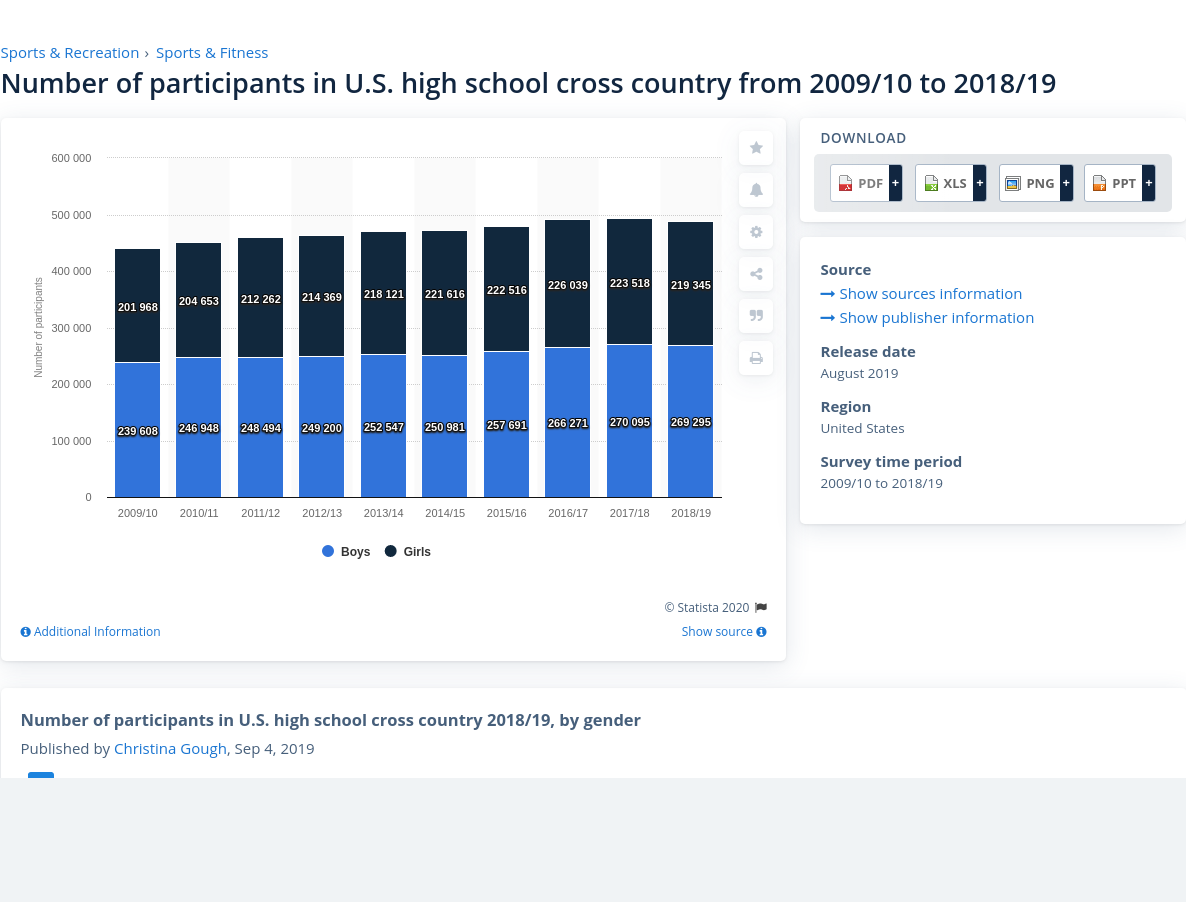 Sports & Recreation › Sports & Fitness
Number of participants in U.S. high school cross country from 2009/10 to 2018/19
Number of participants
600 000
500 000
400 000
300 000
200 000
100 000
0
201 968 204 653 212 262 214 369 218 121 221 616 222 516 226 039 223 518 219 345
239 608 246 948 248 494 249 200 252 547 250 981 257 691 266 271 270 095 269 295
2009/10 2010/11 2011/12 2012/13 2013/14 2014/15 2015/16 2016/17 2017/18 2018/19
Boys Girls
© Statista 2020
Additional Information
Show source
DOWNLOAD
PDF + XLS + PNG + PPT +
Source
Show sources information
Show publisher information
Release date
August 2019
Region
United States
Survey time period
2009/10 to 2018/19
Number of participants in U.S. high school cross country 2018/19, by gender
Published by Christina Gough, Sep 4, 2019